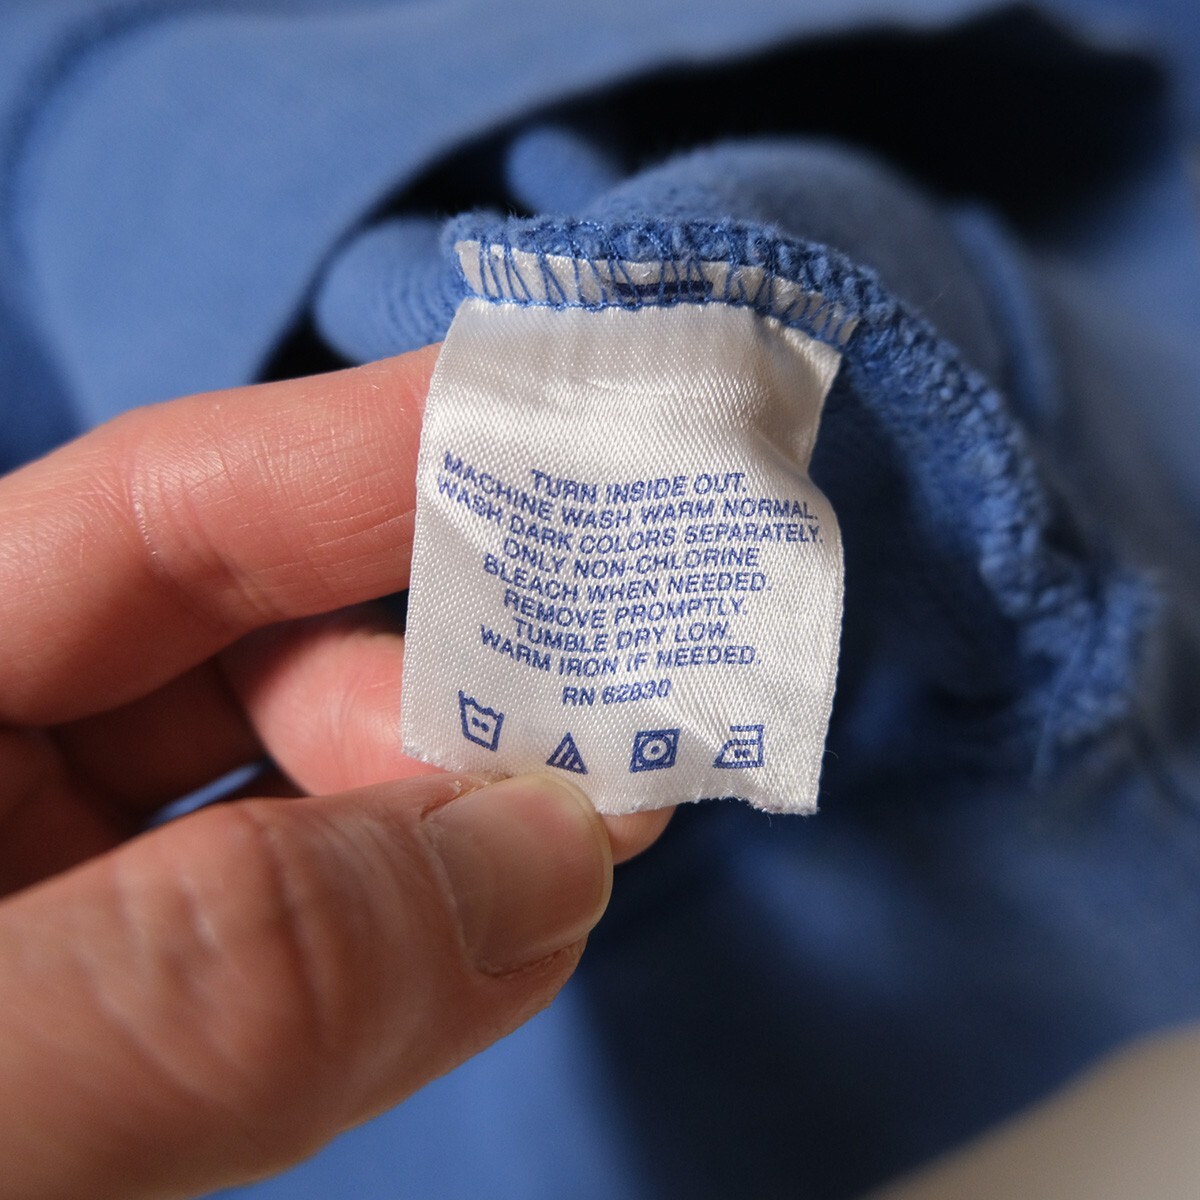 TURN INSIDE OUT.
MACHINE WASH WARM NORMAL.
WASH DARK COLORS SEPARATELY.
ONLY NON-CHLORINE
BLEACH WHEN NEEDED.
REMOVE PROMPTLY.
TUMBLE DRY LOW.
WARM IRON IF NEEDED.
RN 62830